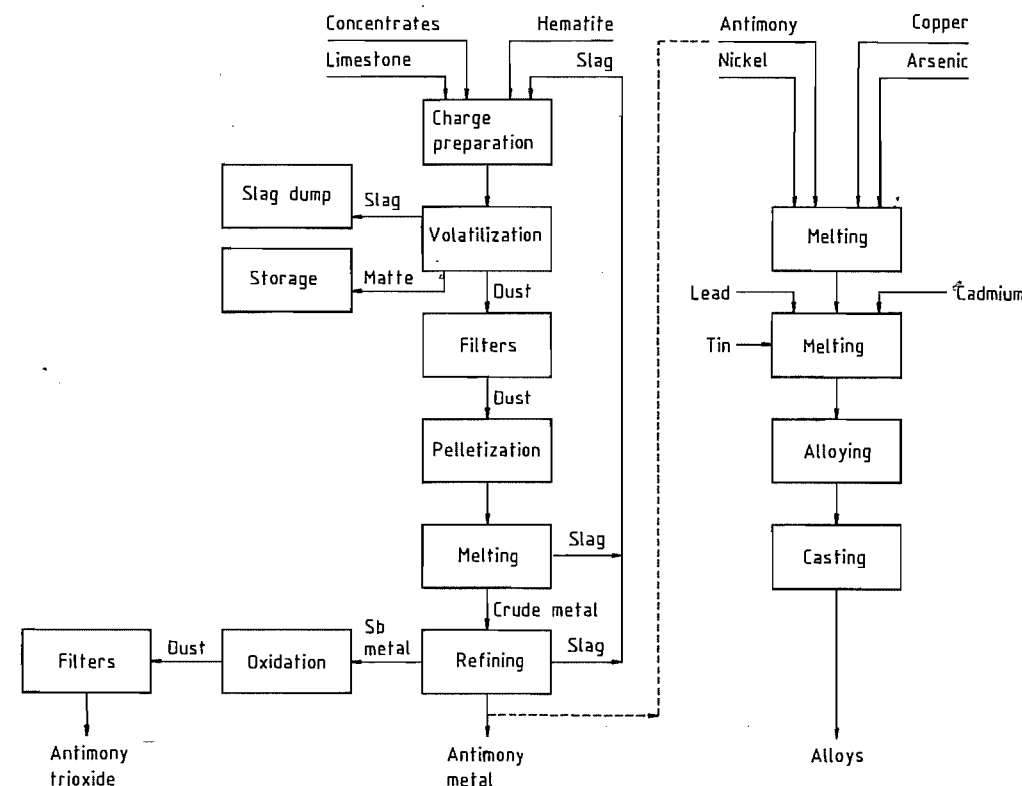 Concentrates
Hematite
Antimony
Copper
Limestone
Slag
Nickel
Arsenic
Charge
preparation
Slag dump
Slag
Volatilization
Melting
Storage
Matte
Dust
Lead
Cadmium
Filters
Tin
Melting
Dust
Pelletization
Alloying
Melting
Slag
Casting
Crude metal
Filters
Dust
Oxidation
Sb
metal
Refining
Slag
Antimony
trioxide
Antimony
metal
Alloys